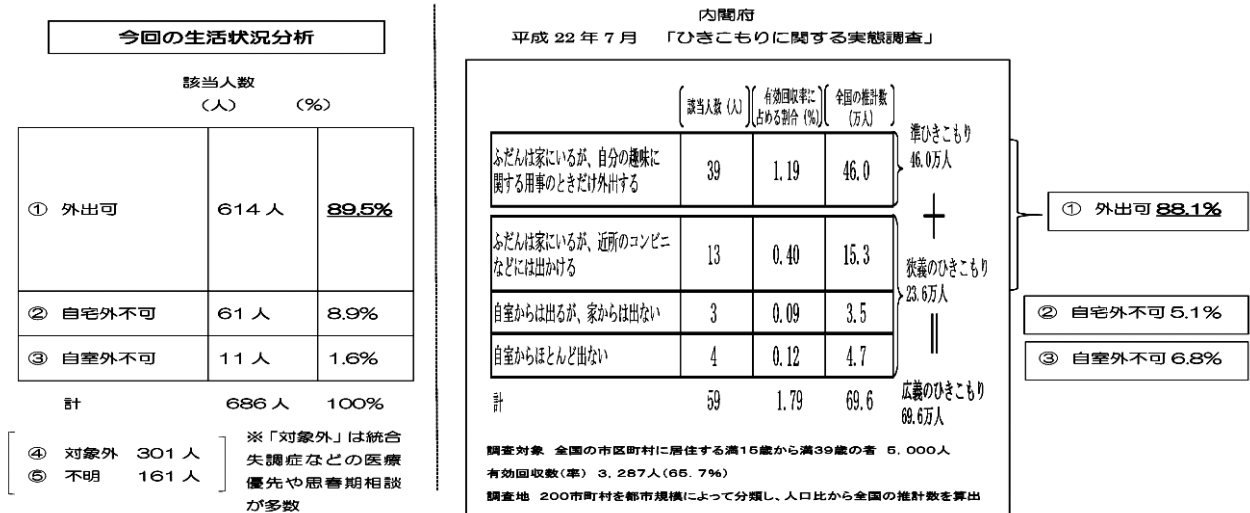 今回の生活状況分析
該当人数
(人) (%)
① 外出可 614人 89.5%
② 自宅外不可 61人 8.9%
③ 自室外不可 11人 1.6%
計 686人 100%
④ 対象外 301人
⑤ 不明 161人
※「対象外」は統合
失調症などの医療
優先や思春期相談
が多数
内閣府
平成22年7月 「ひきこもりに関する実態調査」
該当人数(人) 有効回収率に 全国の推計数
占める割合(%) (万人)
ふだんは家にいるが、自分の趣味に
関する用事のときだけ外出する 39 1.19 46.0
準ひきこもり
46.0万人
+
ふだんは家にいるが、近所のコンビニ
などには出かける 13 0.40 15.3
狭義のひきこもり
23.6万人
自室からは出るが、家からは出ない 3 0.09 3.5
||
自室からほとんど出ない 4 0.12 4.7
計 59 1.79 69.6
広義のひきこもり
69.6万人
調査対象 全国の市区町村に居住する満15歳から満39歳の者 5,000人
有効回収数(率) 3,287人(65.7%)
調査地 200市町村を都市規模によって分類し、人口比から全国の推計数を算出
① 外出可 88.1%
② 自宅外不可 5.1%
③ 自室外不可 6.8%